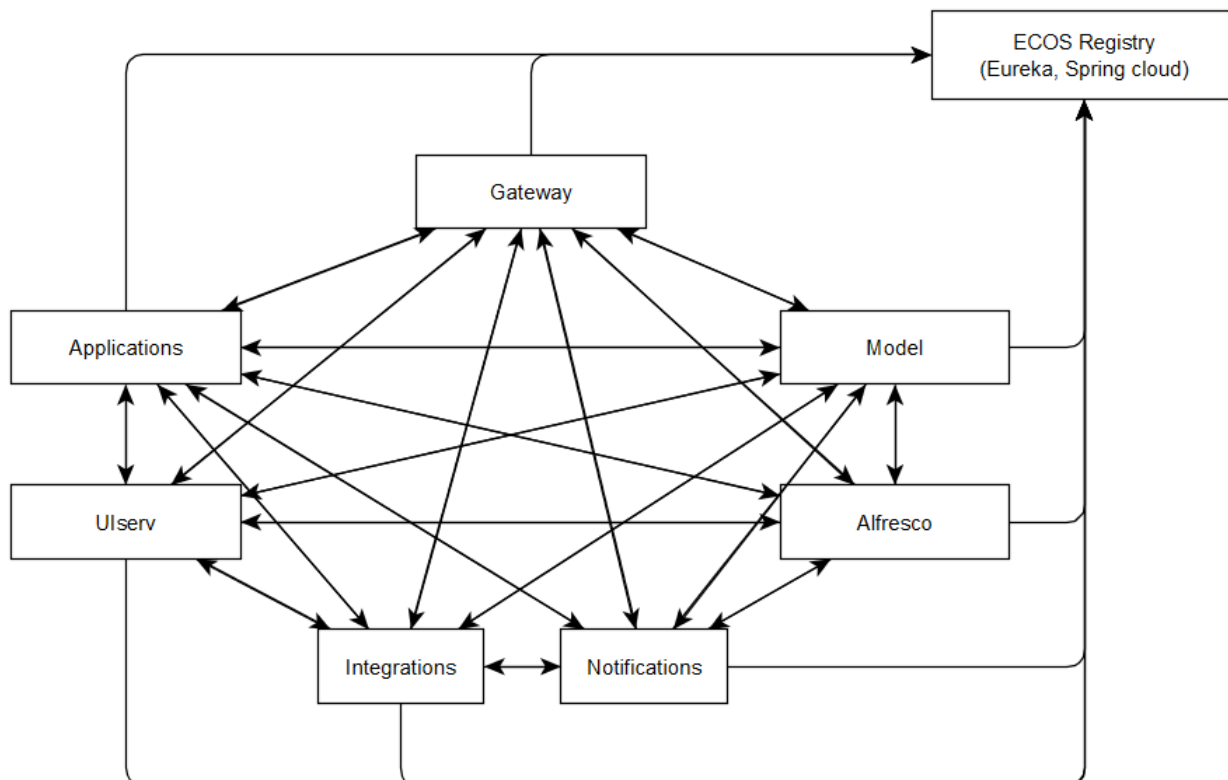 ECOS Registry
(Eureka, Spring cloud)
Gateway
Applications
Model
UIserv
Alfresco
Integrations
Notifications